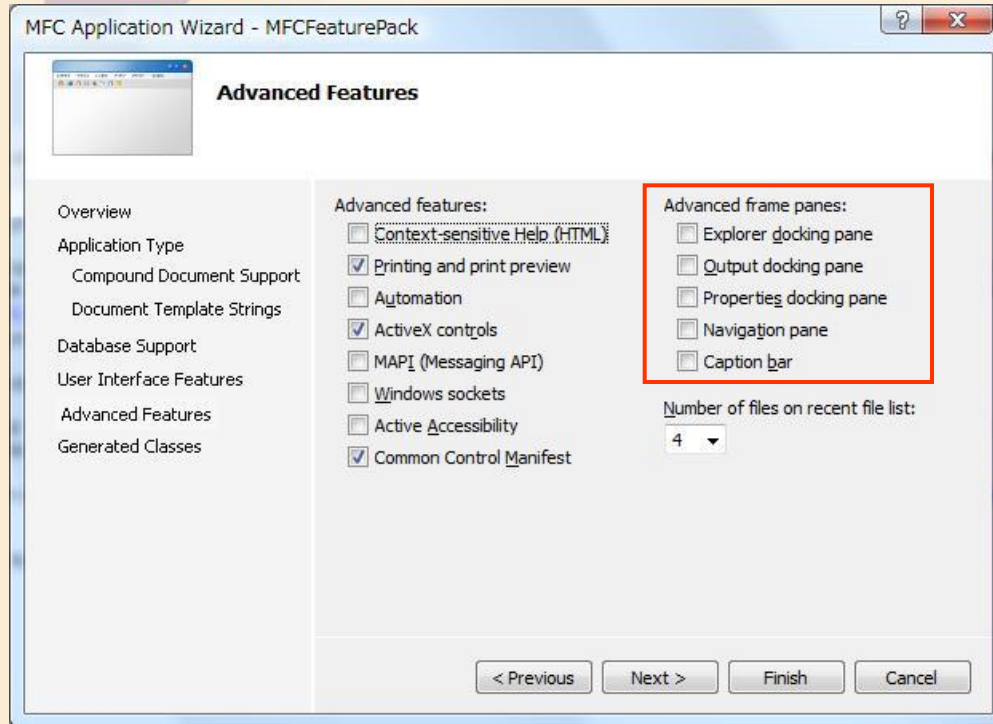 MFC Application Wizard - MFCFeaturePack
Advanced Features
Overview
Application Type
Compound Document Support
Document Template Strings
Database Support
User Interface Features
Advanced Features
Generated Classes
Advanced features:
Context-sensitive Help (HTML)
Printing and print preview
Automation
ActiveX controls
MAPI (Messaging API)
Windows sockets
Active Accessibility
Common Control Manifest
Advanced frame panes:
Explorer docking pane
Output docking pane
Properties docking pane
Navigation pane
Caption bar
Number of files on recent file list:
4
< Previous
Next >
Finish
Cancel